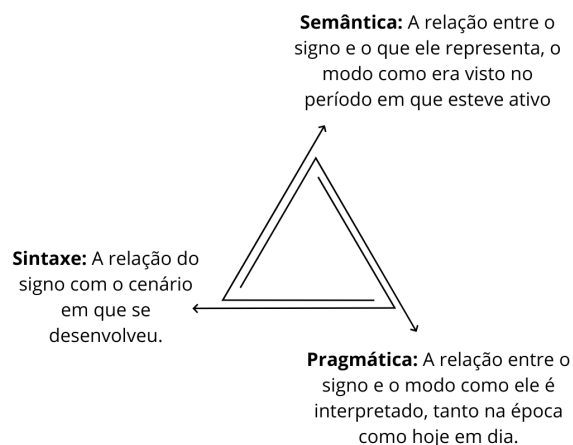 Semântica: A relação entre o
signo e o que ele representa, o
modo como era visto no
período em que esteve ativo
Sintaxe: A relação do
signo com o cenário
em que se
desenvolveu.
Pragmática: A relação entre o
signo e o modo como ele é
interpretado, tanto na época
como hoje em dia.